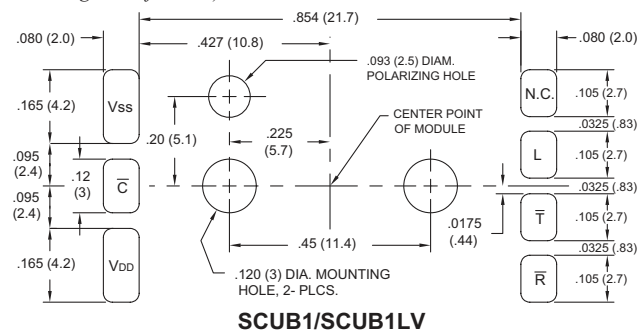 .854 (21.7)
.080 (2.0)
.427 (10.8)
.080 (2.0)
.093 (2.5) DIAM.
POLARIZING HOLE
.165 (4.2)
Vss
N.C.
.105 (2.7)
.0325 (.83)
.20 (5.1)
.225
(5.7)
CENTER POINT
OF MODULE
.095
(2.4)
.12
(3)
C̅
L
.105 (2.7)
.0325 (.83)
.095
(2.4)
.0175
(.44)
T̅
.105 (2.7)
.0325 (.83)
.45 (11.4)
.165 (4.2)
VDD
R̅
.105 (2.7)
.120 (3) DIA. MOUNTING
HOLE, 2- PLCS.
SCUB1/SCUB1LV